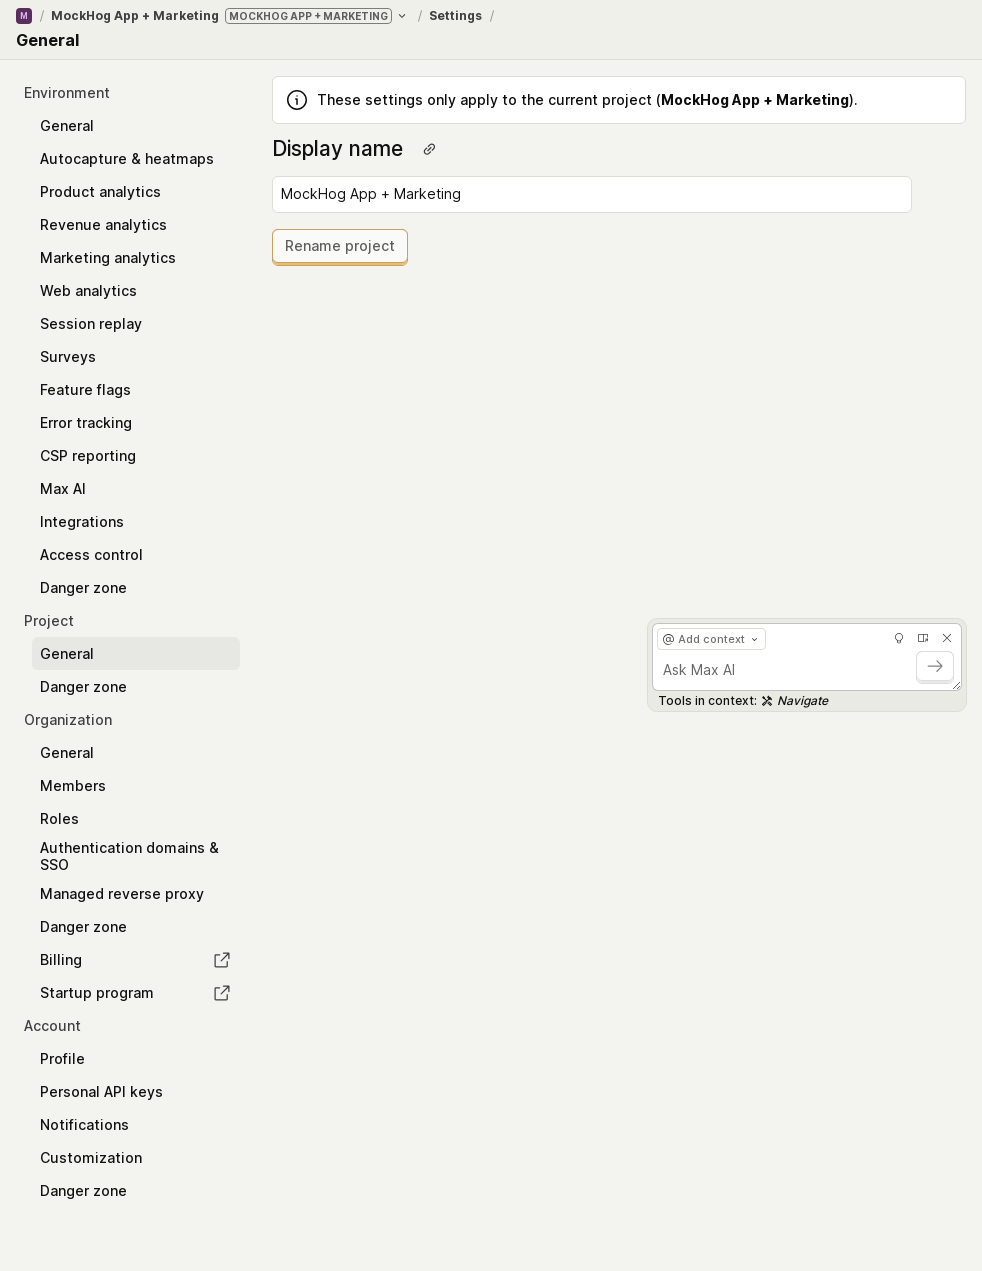 M / MockHog App + Marketing MOCKHOG APP + MARKETING / Settings /
General
Environment
General
Autocapture & heatmaps
Product analytics
Revenue analytics
Marketing analytics
Web analytics
Session replay
Surveys
Feature flags
Error tracking
CSP reporting
Max AI
Integrations
Access control
Danger zone
Project
General
Danger zone
Organization
General
Members
Roles
Authentication domains &
SSO
Managed reverse proxy
Danger zone
Billing
Startup program
Account
Profile
Personal API keys
Notifications
Customization
Danger zone
These settings only apply to the current project (MockHog App + Marketing).
Display name
MockHog App + Marketing
Rename project
@ Add context
Ask Max AI
Tools in context: Navigate